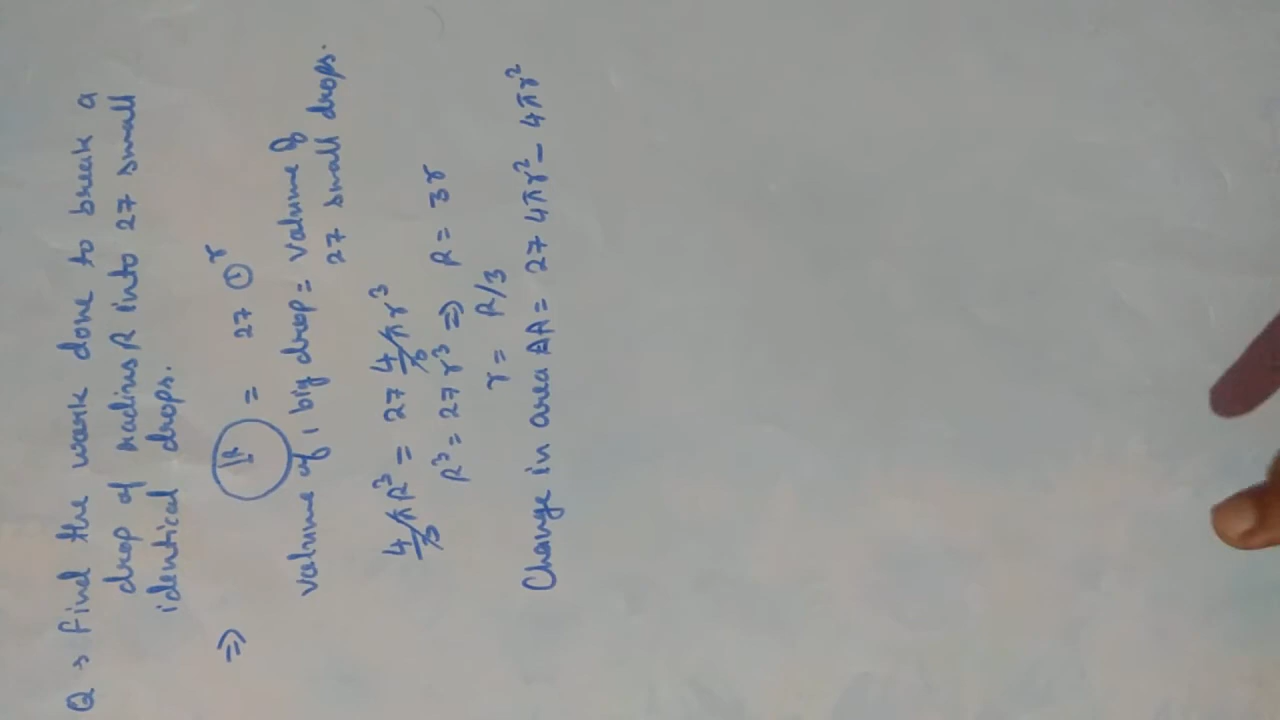 Q → Find the work done to break a
drop of radius R into 27 small
identical drops.
⇒ R = 27 r
Volume of 1 big drop = Volume of
27 small drops.
4/3 πR³ = 27 4/3 πr³
R³ = 27 r³ ⇒ R = 3r
r = R/3
Change in area ΔA = 27 4πr² - 4πr²